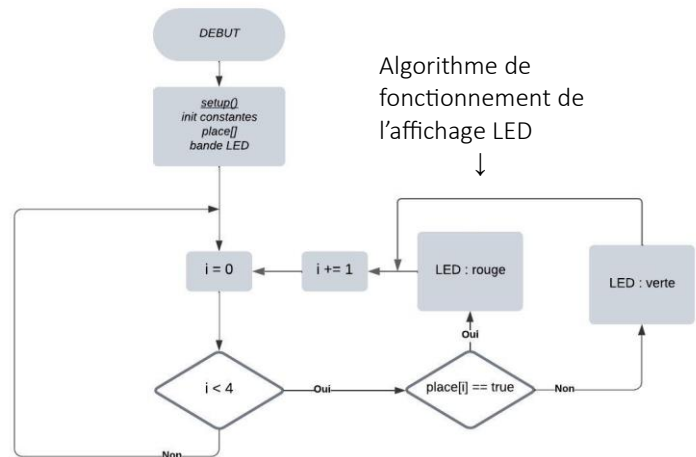 DEBUT
setup()
init constantes
place[]
bande LED
Algorithme de
fonctionnement de
l'affichage LED
↓
i = 0
i += 1
LED : rouge
LED : verte
Oui
i < 4
Oui
place[i] == true
Non
Non